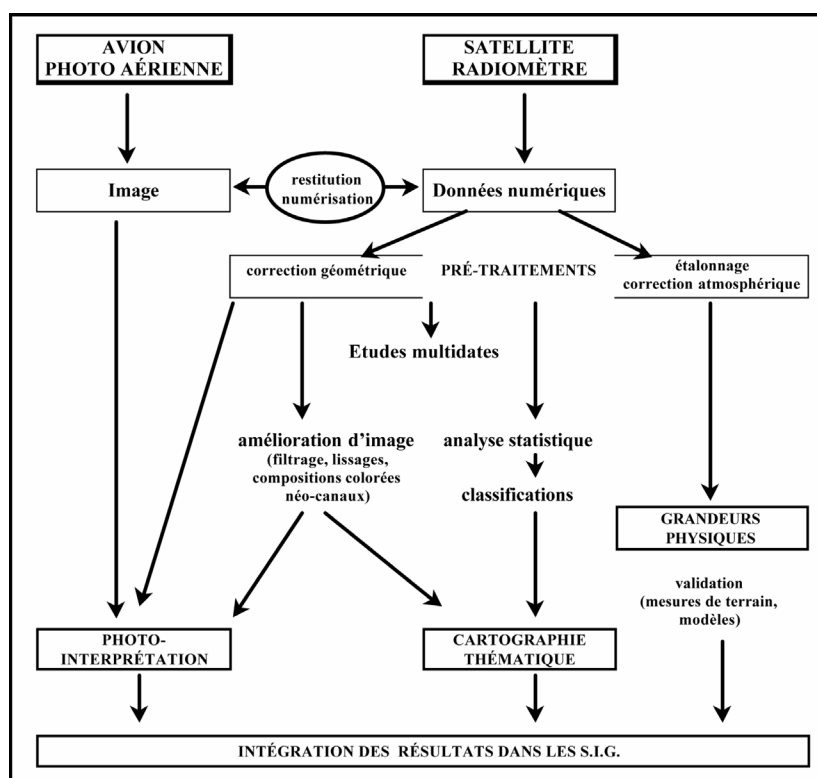 AVION
PHOTO AÉRIENNE
SATELLITE
RADIOMÈTRE
Image
restitution
numérisation
Données numériques
correction géométrique
PRÉ-TRAITEMENTS
étalonnage
correction atmosphérique
Etudes multidates
amélioration d'image
(filtrage, lissages,
compositions colorées
néo-canaux)
analyse statistique
classifications
GRANDEURS
PHYSIQUES
validation
(mesures de terrain,
modèles)
PHOTO-
INTERPRÉTATION
CARTOGRAPHIE
THÉMATIQUE
INTÉGRATION DES RÉSULTATS DANS LES S.I.G.